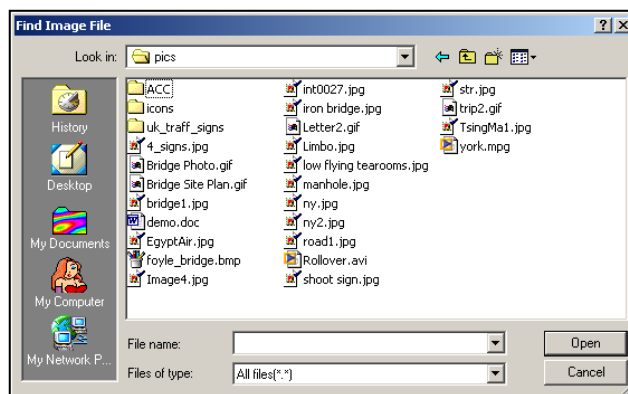 Find Image File
Look in: pics
History
Desktop
My Documents
My Computer
My Network P...
ACC
icons
uk_traff_signs
4_signs.jpg
Bridge Photo.gif
Bridge Site Plan.gif
bridge1.jpg
demo.doc
EgyptAir.jpg
foyle_bridge.bmp
Image4.jpg
int0027.jpg
iron bridge.jpg
Letter2.gif
Limbo.jpg
low flying tearooms.jpg
manhole.jpg
ny.jpg
ny2.jpg
road1.jpg
Rollover.avi
shoot sign.jpg
str.jpg
trip2.gif
TsingMa1.jpg
york.mpg
File name:
Open
Files of type: All files(*.*)
Cancel